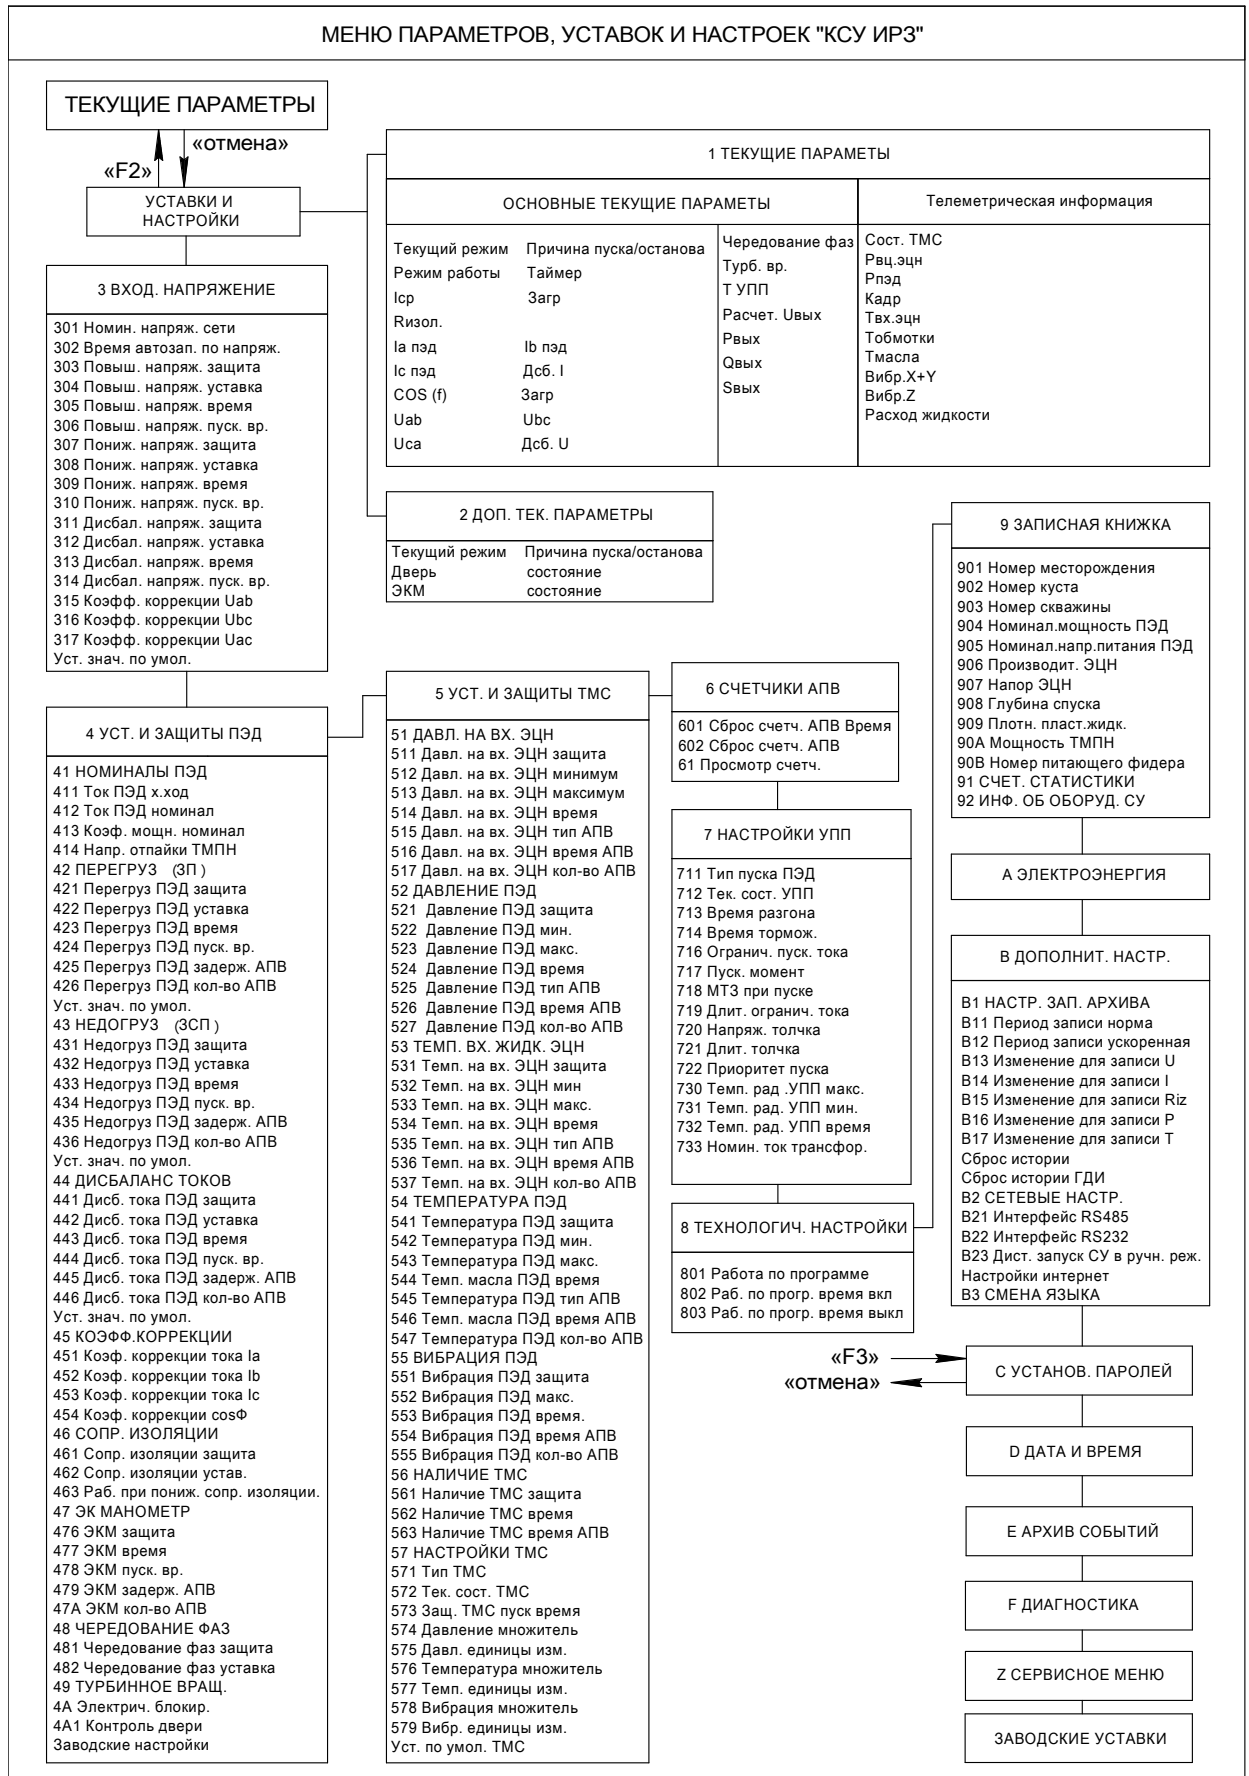 МЕНЮ ПАРАМЕТРОВ, УСТАВОК И НАСТРОЕК "КСУ ИРЗ"
ТЕКУЩИЕ ПАРАМЕТРЫ
«отмена»
«F2»
УСТАВКИ И
НАСТРОЙКИ
1 ТЕКУЩИЕ ПАРАМЕТЫ
ОСНОВНЫЕ ТЕКУЩИЕ ПАРАМЕТЫ
Текущий режим Причина пуска/останова
Режим работы Таймер
Iср Загр
Rизол.
Ia пэд Ib пэд
Ic пэд Дсб. I
COS (f) Загр
Uab Ubc
Uca Дсб. U
Чередование фаз
Турб. вр.
Т УПП
Расчет. Uвых
Рвых
Qвых
Sвых
Телеметрическая информация
Сост. ТМС
Рвц.эцн
Рпэд
Кадр
Твх.эцн
Тобмотки
Тмасла
Вибр.X+Y
Вибр.Z
Расход жидкости
2 ДОП. ТЕК. ПАРАМЕТРЫ
Текущий режим Причина пуска/останова
Дверь состояние
ЭКМ состояние
3 ВХОД. НАПРЯЖЕНИЕ
301 Номин. напряж. сети
302 Время автозап. по напряж.
303 Повыш. напряж. защита
304 Повыш. напряж. уставка
305 Повыш. напряж. время
306 Повыш. напряж. пуск. вр.
307 Пониж. напряж. защита
308 Пониж. напряж. уставка
309 Пониж. напряж. время
310 Пониж. напряж. пуск. вр.
311 Дисбал. напряж. защита
312 Дисбал. напряж. уставка
313 Дисбал. напряж. время
314 Дисбал. напряж. пуск. вр.
315 Коэфф. коррекции Uab
316 Коэфф. коррекции Ubc
317 Коэфф. коррекции Uac
Уст. знач. по умол.
4 УСТ. И ЗАЩИТЫ ПЭД
41 НОМИНАЛЫ ПЭД
411 Ток ПЭД х.ход
412 Ток ПЭД номинал
413 Коэф. мощн. номинал
414 Напр. отпайки ТМПН
42 ПЕРЕГРУЗ (ЗП )
421 Перегруз ПЭД защита
422 Перегруз ПЭД уставка
423 Перегруз ПЭД время
424 Перегруз ПЭД пуск. вр.
425 Перегруз ПЭД задерж. АПВ
426 Перегруз ПЭД кол-во АПВ
Уст. знач. по умол.
43 НЕДОГРУЗ (ЗСП )
431 Недогруз ПЭД защита
432 Недогруз ПЭД уставка
433 Недогруз ПЭД время
434 Недогруз ПЭД пуск. вр.
435 Недогруз ПЭД задерж. АПВ
436 Недогруз ПЭД кол-во АПВ
Уст. знач. по умол.
44 ДИСБАЛАНС ТОКОВ
441 Дисб. тока ПЭД защита
442 Дисб. тока ПЭД уставка
443 Дисб. тока ПЭД время
444 Дисб. тока ПЭД пуск. вр.
445 Дисб. тока ПЭД задерж. АПВ
446 Дисб. тока ПЭД кол-во АПВ
Уст. знач. по умол.
45 КОЭФФ.КОРРЕКЦИИ
451 Коэф. коррекции тока Ia
452 Коэф. коррекции тока Ib
453 Коэф. коррекции тока Ic
454 Коэф. коррекции cosФ
46 СОПР. ИЗОЛЯЦИИ
461 Сопр. изоляции защита
462 Сопр. изоляции устав.
463 Раб. при пониж. сопр. изоляции.
47 ЭК МАНОМЕТР
476 ЭКМ защита
477 ЭКМ время
478 ЭКМ пуск. вр.
479 ЭКМ задерж. АПВ
47А ЭКМ кол-во АПВ
48 ЧЕРЕДОВАНИЕ ФАЗ
481 Чередование фаз защита
482 Чередование фаз уставка
49 ТУРБИННОЕ ВРАЩ.
4А Электрич. блокир.
4А1 Контроль двери
Заводские настройки
5 УСТ. И ЗАЩИТЫ ТМС
51 ДАВЛ. НА ВХ. ЭЦН
511 Давл. на вх. ЭЦН защита
512 Давл. на вх. ЭЦН минимум
513 Давл. на вх. ЭЦН максимум
514 Давл. на вх. ЭЦН время
515 Давл. на вх. ЭЦН тип АПВ
516 Давл. на вх. ЭЦН время АПВ
517 Давл. на вх. ЭЦН кол-во АПВ
52 ДАВЛЕНИЕ ПЭД
521 Давление ПЭД защита
522 Давление ПЭД мин.
523 Давление ПЭД макс.
524 Давление ПЭД время
525 Давление ПЭД тип АПВ
526 Давление ПЭД время АПВ
527 Давление ПЭД кол-во АПВ
53 ТЕМП. ВХ. ЖИДК. ЭЦН
531 Темп. на вх. ЭЦН защита
532 Темп. на вх. ЭЦН мин
533 Темп. на вх. ЭЦН макс.
534 Темп. на вх. ЭЦН время
535 Темп. на вх. ЭЦН тип АПВ
536 Темп. на вх. ЭЦН время АПВ
537 Темп. на вх. ЭЦН кол-во АПВ
54 ТЕМПЕРАТУРА ПЭД
541 Температура ПЭД защита
542 Температура ПЭД мин.
543 Температура ПЭД макс.
544 Темп. масла ПЭД время
545 Температура ПЭД тип АПВ
546 Темп. масла ПЭД время АПВ
547 Температура ПЭД кол-во АПВ
55 ВИБРАЦИЯ ПЭД
551 Вибрация ПЭД защита
552 Вибрация ПЭД макс.
553 Вибрация ПЭД время.
554 Вибрация ПЭД время АПВ
555 Вибрация ПЭД кол-во АПВ
56 НАЛИЧИЕ ТМС
561 Наличие ТМС защита
562 Наличие ТМС время
563 Наличие ТМС время АПВ
57 НАСТРОЙКИ ТМС
571 Тип ТМС
572 Тек. сост. ТМС
573 Защ. ТМС пуск время
574 Давление множитель
575 Давл. единицы изм.
576 Температура множитель
577 Темп. единицы изм.
578 Вибрация множитель
579 Вибр. единицы изм.
Уст. по умол. ТМС
6 СЧЕТЧИКИ АПВ
601 Сброс счетч. АПВ Время
602 Сброс счетч. АПВ
61 Просмотр счетч.
7 НАСТРОЙКИ УПП
711 Тип пуска ПЭД
712 Тек. сост. УПП
713 Время разгона
714 Время тормож.
716 Огранич. пуск. тока
717 Пуск. момент
718 МТЗ при пуске
719 Длит. огранич. тока
720 Напряж. толчка
721 Длит. толчка
722 Приоритет пуска
730 Темп. рад .УПП макс.
731 Темп. рад. УПП мин.
732 Темп. рад. УПП время
733 Номин. ток трансфор.
8 ТЕХНОЛОГИЧ. НАСТРОЙКИ
801 Работа по программе
802 Раб. по прогр. время вкл
803 Раб. по прогр. время выкл
9 ЗАПИСНАЯ КНИЖКА
901 Номер месторождения
902 Номер куста
903 Номер скважины
904 Номинал.мощность ПЭД
905 Номинал.напр.питания ПЭД
906 Производит. ЭЦН
907 Напор ЭЦН
908 Глубина спуска
909 Плотн. пласт.жидк.
90А Мощность ТМПН
90В Номер питающего фидера
91 СЧЕТ. СТАТИСТИКИ
92 ИНФ. ОБ ОБОРУД. СУ
А ЭЛЕКТРОЭНЕРГИЯ
В ДОПОЛНИТ. НАСТР.
В1 НАСТР. ЗАП. АРХИВА
В11 Период записи норма
В12 Период записи ускоренная
В13 Изменение для записи U
В14 Изменение для записи I
В15 Изменение для записи Riz
В16 Изменение для записи Р
В17 Изменение для записи Т
Сброс истории
Сброс истории ГДИ
В2 СЕТЕВЫЕ НАСТР.
В21 Интерфейс RS485
В22 Интерфейс RS232
В23 Дист. запуск СУ в ручн. реж.
Настройки интернет
В3 СМЕНА ЯЗЫКА
«F3»
«отмена»
С УСТАНОВ. ПАРОЛЕЙ
D ДАТА И ВРЕМЯ
Е АРХИВ СОБЫТИЙ
F ДИАГНОСТИКА
Z СЕРВИСНОЕ МЕНЮ
ЗАВОДСКИЕ УСТАВКИ